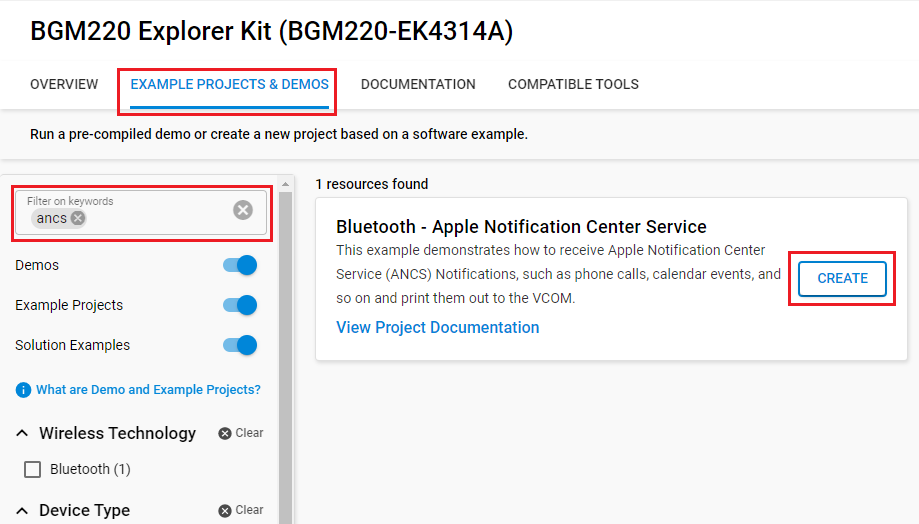 BGM220 Explorer Kit (BGM220-EK4314A)
OVERVIEW EXAMPLE PROJECTS & DEMOS DOCUMENTATION COMPATIBLE TOOLS
Run a pre-compiled demo or create a new project based on a software example.
Filter on keywords
ancs
Demos
Example Projects
Solution Examples
What are Demo and Example Projects?
Wireless Technology Clear
Bluetooth (1)
Device Type Clear
1 resources found
Bluetooth - Apple Notification Center Service
This example demonstrates how to receive Apple Notification Center
Service (ANCS) Notifications, such as phone calls, calendar events, and
so on and print them out to the VCOM.
View Project Documentation
CREATE